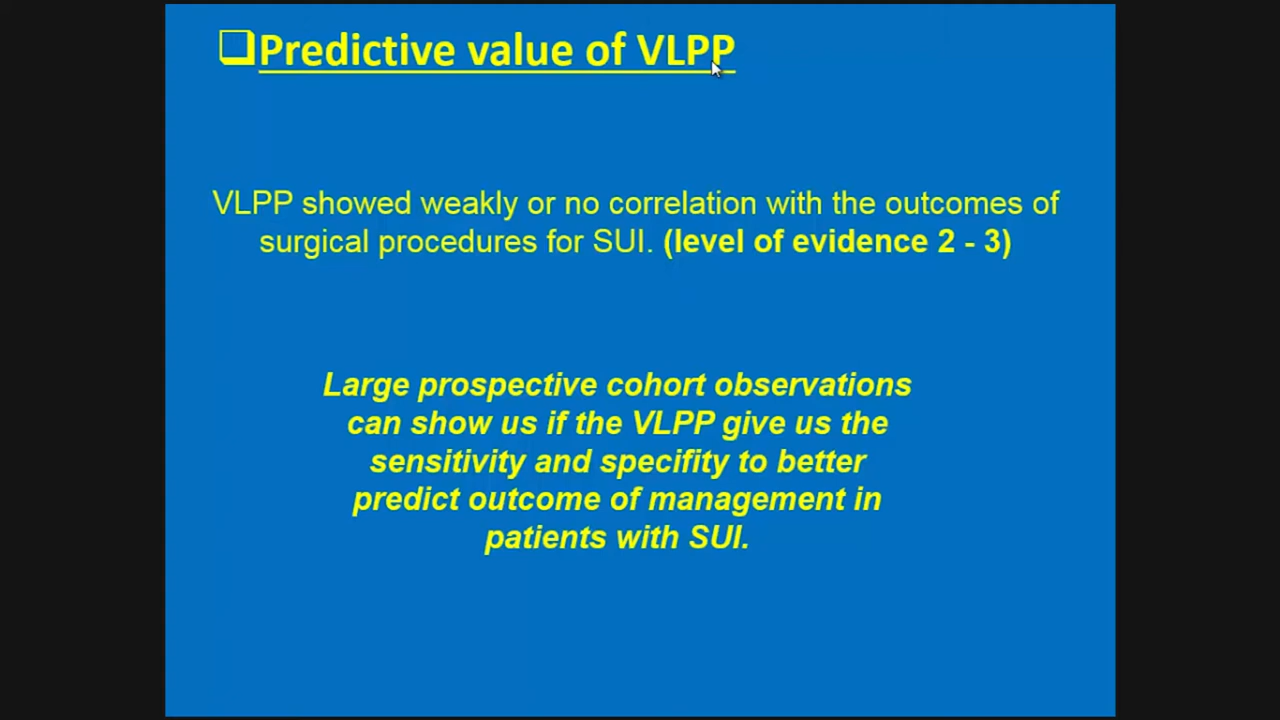 ❑Predictive value of VLPP
VLPP showed weakly or no correlation with the outcomes of
surgical procedures for SUI. (level of evidence 2 - 3)
Large prospective cohort observations
can show us if the VLPP give us the
sensitivity and specifity to better
predict outcome of management in
patients with SUI.